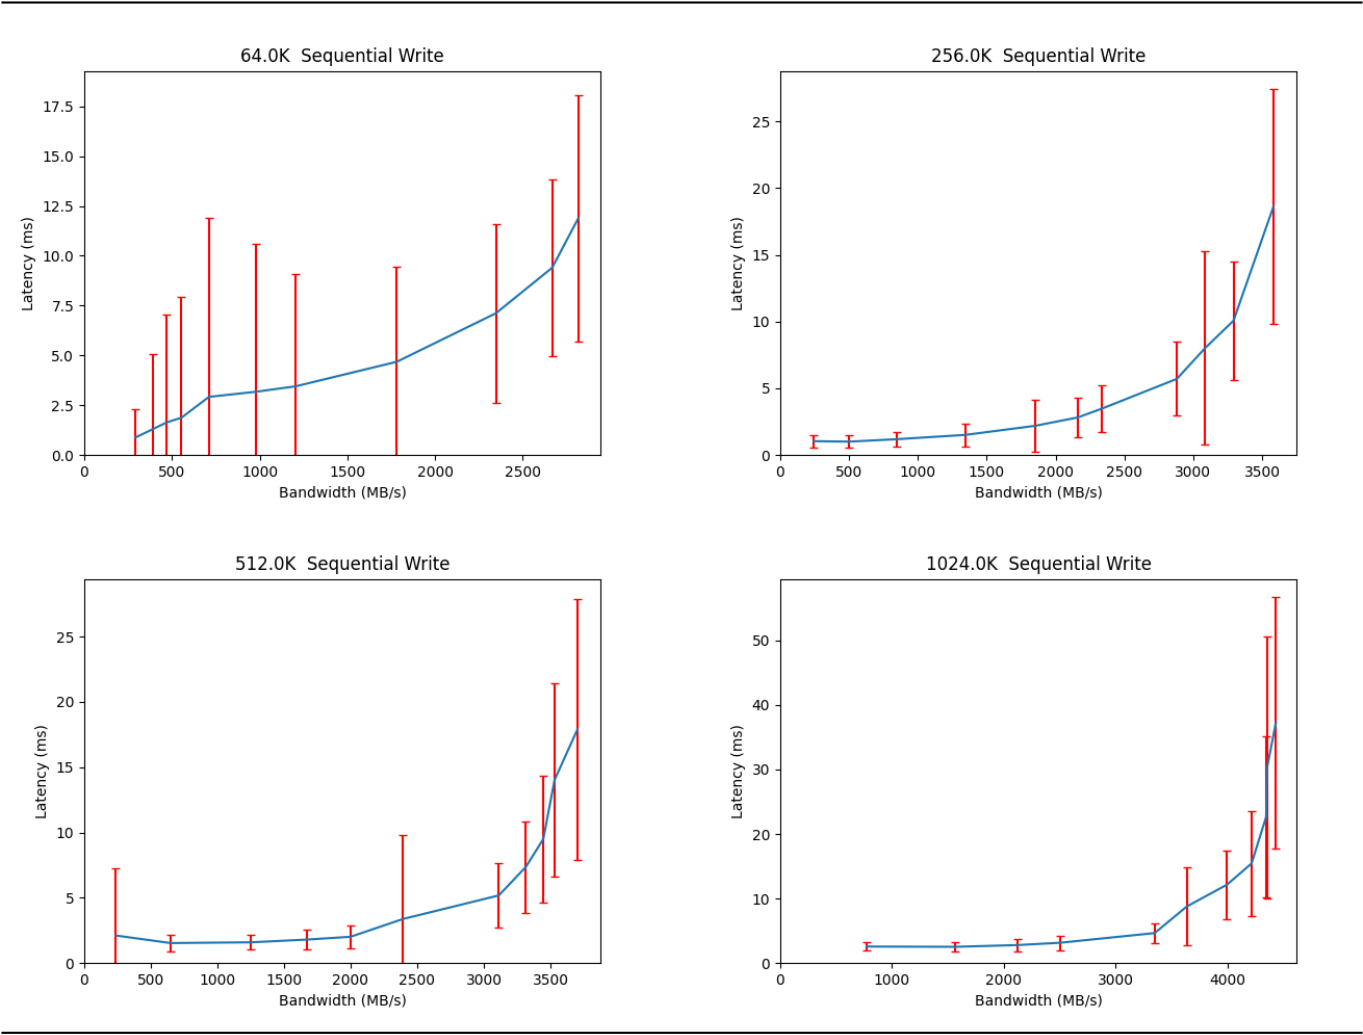 64.0K  Sequential Write
17.5
15.0
12.5
10.0
7.5
5.0
2.5
0.0
Latency (ms)
0 500 1000 1500 2000 2500
Bandwidth (MB/s)
256.0K  Sequential Write
25
20
15
10
5
0
Latency (ms)
0 500 1000 1500 2000 2500 3000 3500
Bandwidth (MB/s)
512.0K  Sequential Write
25
20
15
10
5
0
Latency (ms)
0 500 1000 1500 2000 2500 3000 3500
Bandwidth (MB/s)
1024.0K  Sequential Write
50
40
30
20
10
0
Latency (ms)
0 1000 2000 3000 4000
Bandwidth (MB/s)